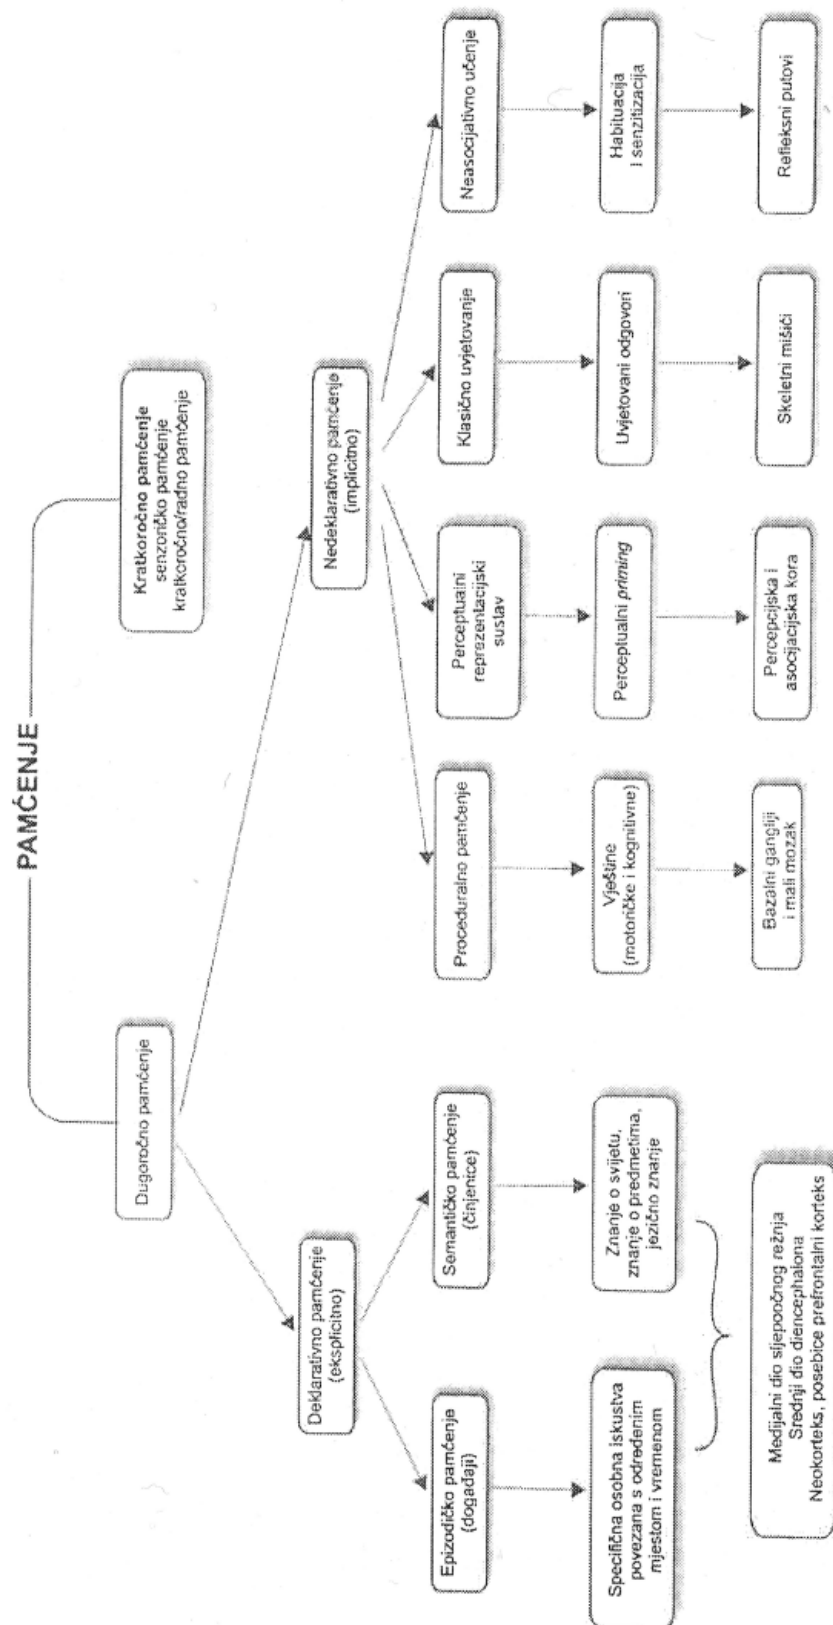 PAMĆENJE
Dugoročno pamćenje
Kratkoročno pamćenje
senzoričko pamćenje
kratkoročno/radno pamćenje
Deklarativno pamćenje
(eksplicitno)
Nedeklarativno pamćenje
(implicitno)
Epizodičko pamćenje
(događaji)
Semantičko pamćenje
(činjenice)
Proceduralno pamćenje
Perceptualni
reprezentacijski
sustav
Klasično uvjetovanje
Neasocijativno učenje
Specifična osobna iskustva
povezana s određenim
mjestom i vremenom
Znanje o svijetu,
znanje o predmetima,
jezično znanje
Vještine
(motoričke i kognitivne)
Perceptualni priming
Uvjetovani odgovori
Habituacija
I senzitizacija
Medijalni dio sljepoočnog režnja
Srednji dio diencephalona
Neokorteks, posebice prefrontalni korteks
Bazalni gangliji
i mali mozak
Percepcijska i
asocijacijska kora
Skeletni mišići
Refleksni putovi